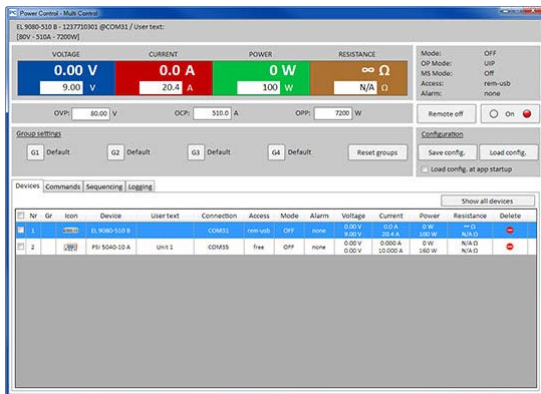 Power Control - Multi Control
EL 9080-510 B - 1237710301 @COM31 / User text:
[80V - 510A - 7200W]
VOLTAGE CURRENT POWER RESISTANCE
0.00 V 0.0 A 0 W ∞ Ω
9.00 V 20.4 A 100 W N/A Ω
Mode: OFF
OP Mode: UIP
MS Mode: Off
Access: rem-usb
Alarm: none
OVP: 80.00 V OCP: 510.0 A OPP: 7200 W
Remote off On
Group settings
G1 Default G2 Default G3 Default G4 Default Reset groups
Configuration
Save config. Load config.
Load config. at app startup
Devices Commands Sequencing Logging
Show all devices
Nr Gr Icon Device User text Connection Access Mode Alarm Voltage Current Power Resistance Delete
1 EL 9080-510 B COM31 rem-usb OFF none 0.00 V 0.0 A 0 W ∞ Ω
9.00 V 20.4 A 100 W N/A Ω
2 PSI 5040-10 A Unit 1 COM35 free OFF none 0.00 V 0.000 A 0 W N/A Ω
0.00 V 10.000 A 160 W N/A Ω